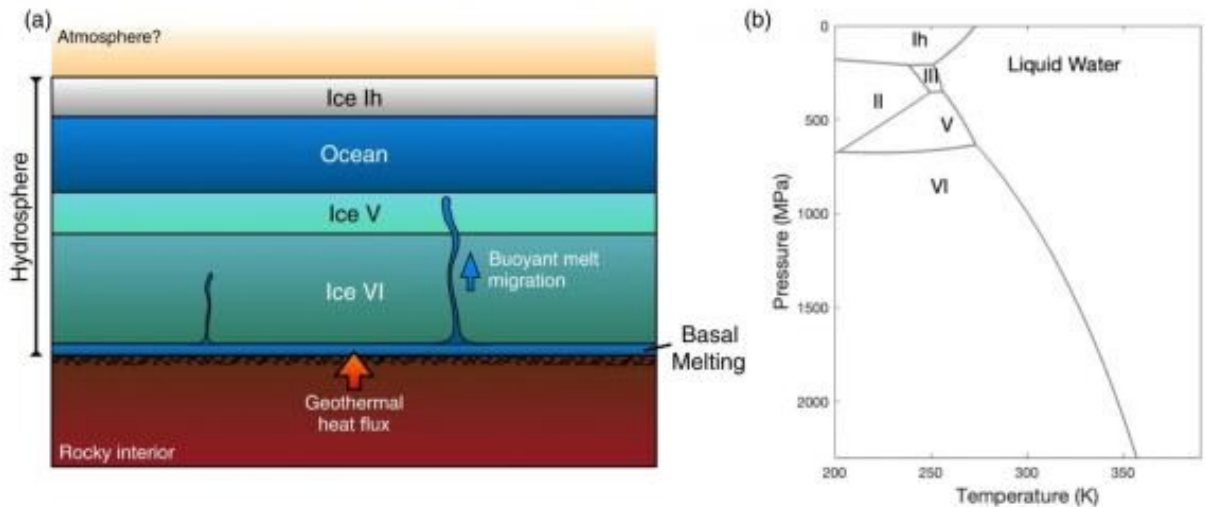 (a)
Atmosphere?
Hydrosphere
Ice Ih
Ocean
Ice V
Ice VI
Buoyant melt
migration
Basal
Melting
Geothermal
heat flux
Rocky interior
(b)
0
500
1000
1500
2000
Pressure (MPa)
Ih
Liquid Water
III
II
V
VI
200
250
300
350
Temperature (K)